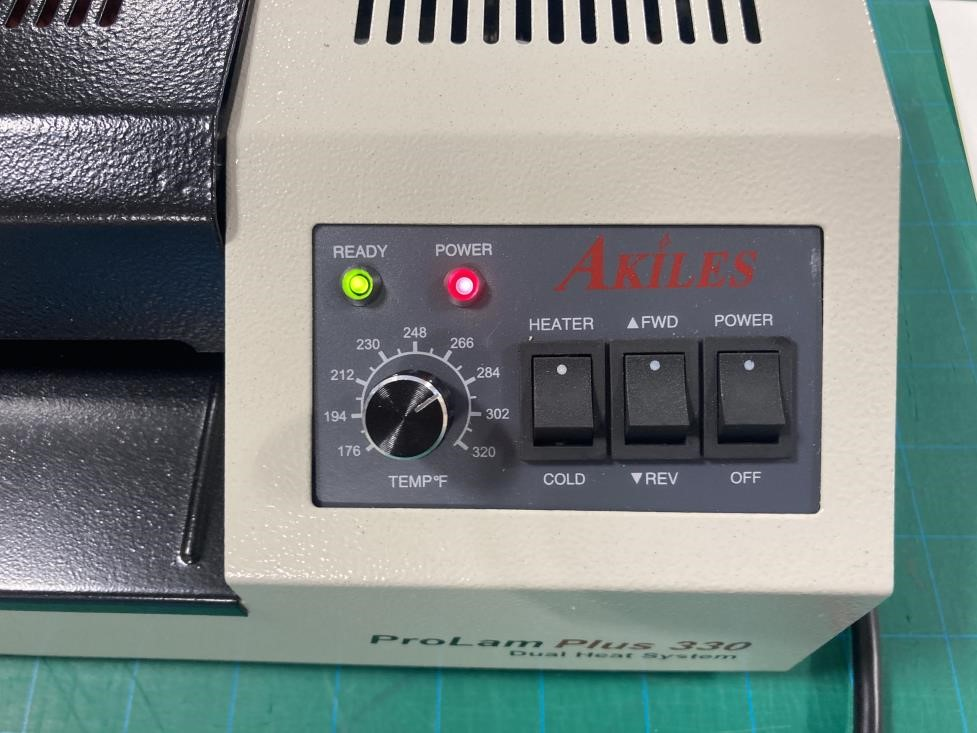 READY POWER
AKILES
HEATER ▲FWD POWER
248
230 266
212 284
194 302
176 320
TEMP°F
COLD ▼REV OFF
ProLam Plus 330
Dual Heat System